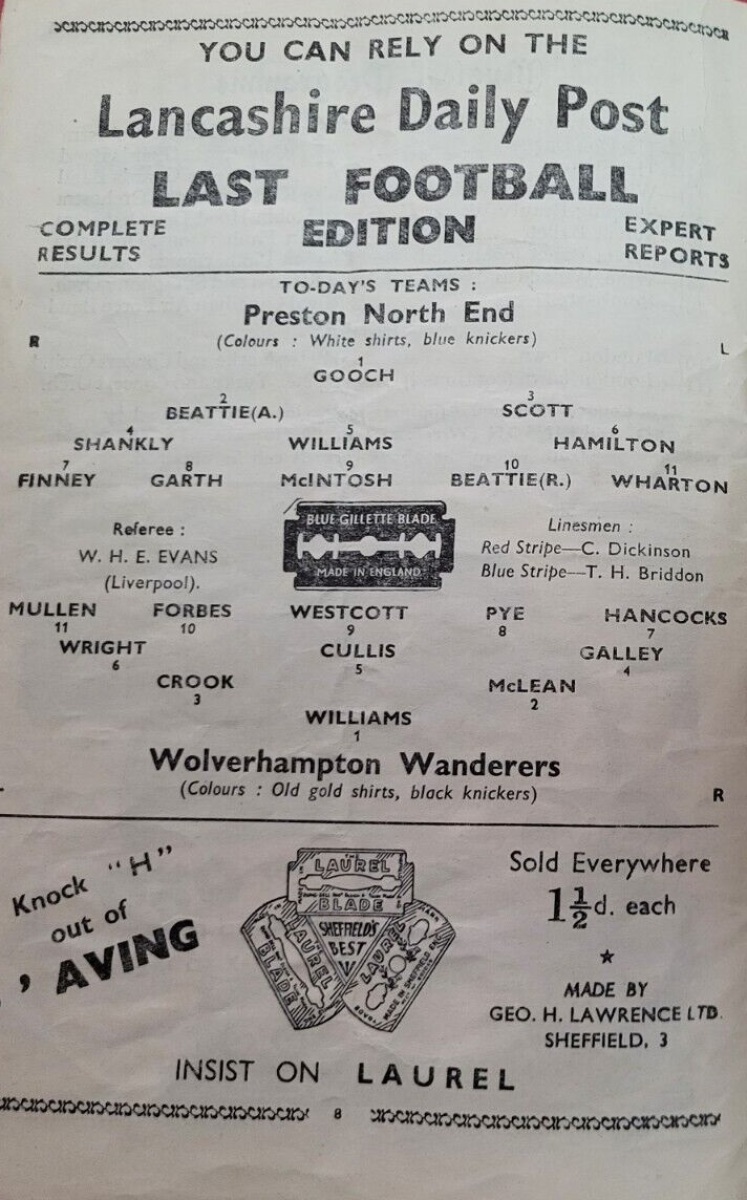 YOU CAN RELY ON THE
Lancashire Daily Post
LAST FOOTBALL
COMPLETE RESULTS EDITION EXPERT REPORTS
TO-DAY'S TEAMS :
Preston North End
R (Colours : White shirts, blue knickers) L
1
GOOCH
2 3
BEATTIE(A.) SCOTT
4 5 6
SHANKLY WILLIAMS HAMILTON
7 8 9 10 11
FINNEY GARTH McINTOSH BEATTIE(R.) WHARTON
Referee :
W. H. E. EVANS
(Liverpool).
BLUE GILLETTE BLADE
MADE IN ENGLAND
Linesmen :
Red Stripe—C. Dickinson
Blue Stripe—T. H. Briddon
MULLEN FORBES WESTCOTT PYE HANCOCKS
11 10 9 8 7
WRIGHT CULLIS GALLEY
6 5 4
CROOK McLEAN
3 2
WILLIAMS
1
Wolverhampton Wanderers
(Colours : Old gold shirts, black knickers) R
Knock "H"
out of
'AVING
LAUREL
BLADE
SHEFFIELD'S
BEST
LAUREL
BLADE
LAUREL
MADE IN SHEFFIELD
Sold Everywhere
1½d. each
MADE BY
GEO. H. LAWRENCE LTD.
SHEFFIELD, 3
INSIST ON LAUREL
8